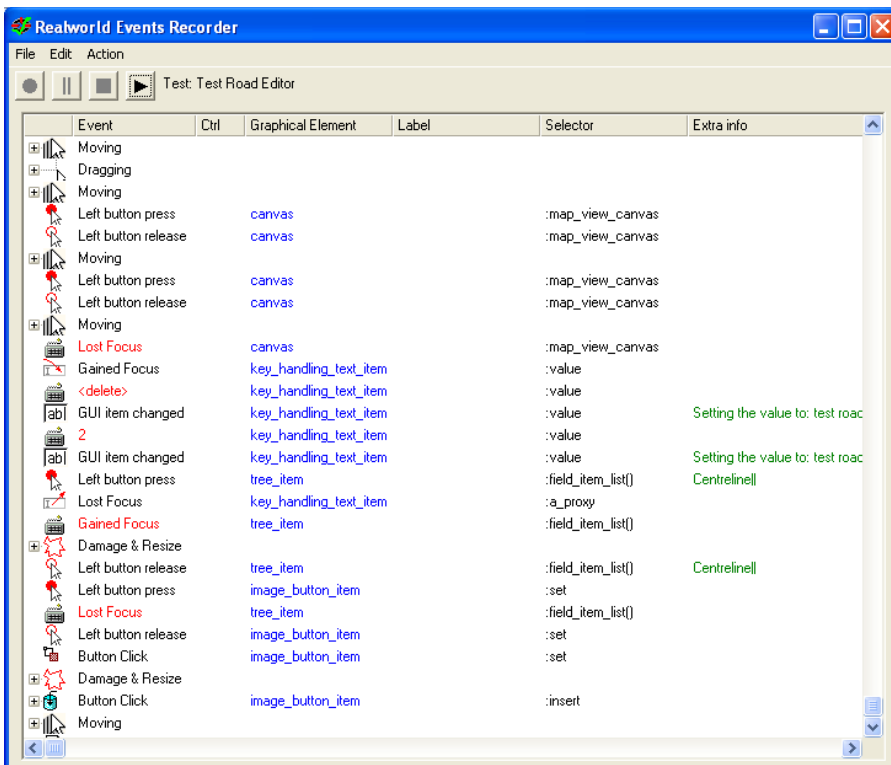 Realworld Events Recorder
File Edit Action
Test: Test Road Editor
Event Ctrl Graphical Element Label Selector Extra info
Moving
Dragging
Moving
Left button press canvas :map_view_canvas
Left button release canvas :map_view_canvas
Moving
Left button press canvas :map_view_canvas
Left button release canvas :map_view_canvas
Moving
Lost Focus canvas :map_view_canvas
Gained Focus key_handling_text_item :value
<delete> key_handling_text_item :value
ab GUI item changed key_handling_text_item :value Setting the value to: test road
2 key_handling_text_item :value
ab GUI item changed key_handling_text_item :value Setting the value to: test road
Left button press tree_item :field_item_list() Centreline||
Lost Focus key_handling_text_item :a_proxy
Gained Focus tree_item :field_item_list()
Damage & Resize
Left button release tree_item :field_item_list() Centreline||
Left button press image_button_item :set
Lost Focus tree_item :field_item_list()
Left button release image_button_item :set
Button Click image_button_item :set
Damage & Resize
Button Click image_button_item :insert
Moving